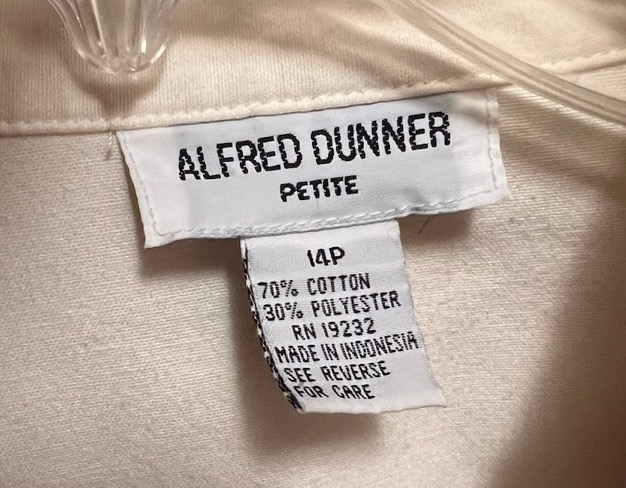 ALFRED DUNNER
PETITE
14P
70% COTTON
30% POLYESTER
RN 19232
MADE IN INDONESIA
SEE REVERSE
FOR CARE